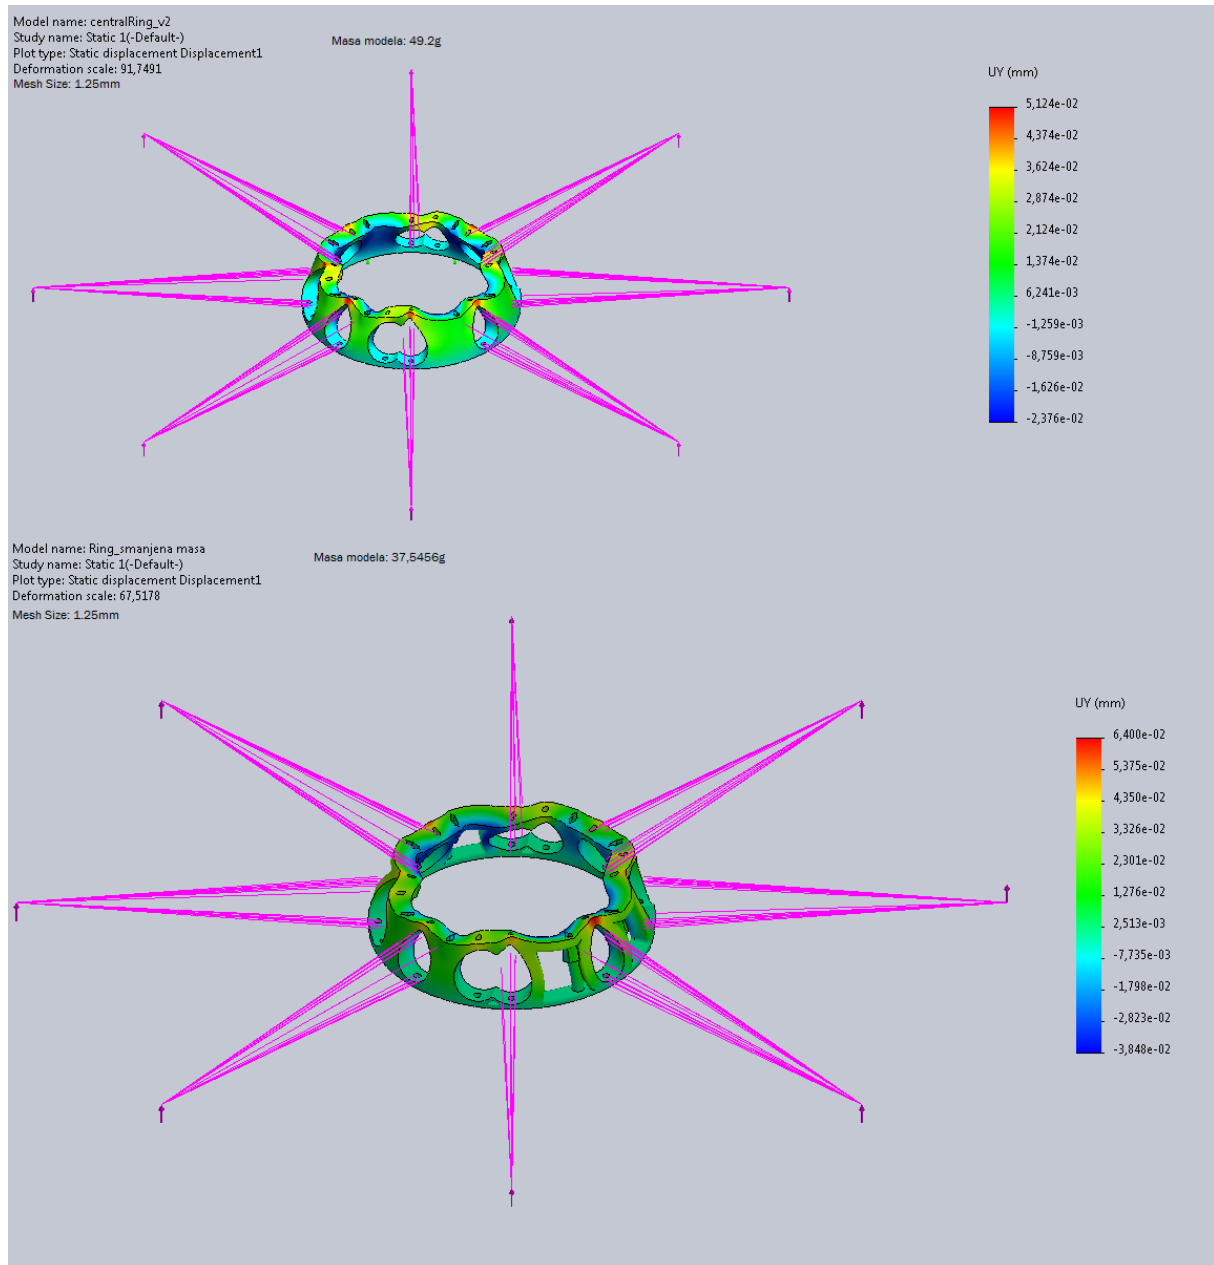 Model name: centralRing_v2
Study name: Static 1(-Default-)
Plot type: Static displacement Displacement1
Deformation scale: 91,7491
Mesh Size: 1.25mm
Masa modela: 49.2g
UY (mm)
5,124e-02
4,374e-02
3,624e-02
2,874e-02
2,124e-02
1,374e-02
6,241e-03
-1,259e-03
-8,759e-03
-1,626e-02
-2,376e-02
Model name: Ring_smanjena masa
Study name: Static 1(-Default-)
Plot type: Static displacement Displacement1
Deformation scale: 67,5178
Mesh Size: 1.25mm
Masa modela: 37,5456g
UY (mm)
6,400e-02
5,375e-02
4,350e-02
3,326e-02
2,301e-02
1,276e-02
2,513e-03
-7,735e-03
-1,798e-02
-2,823e-02
-3,848e-02